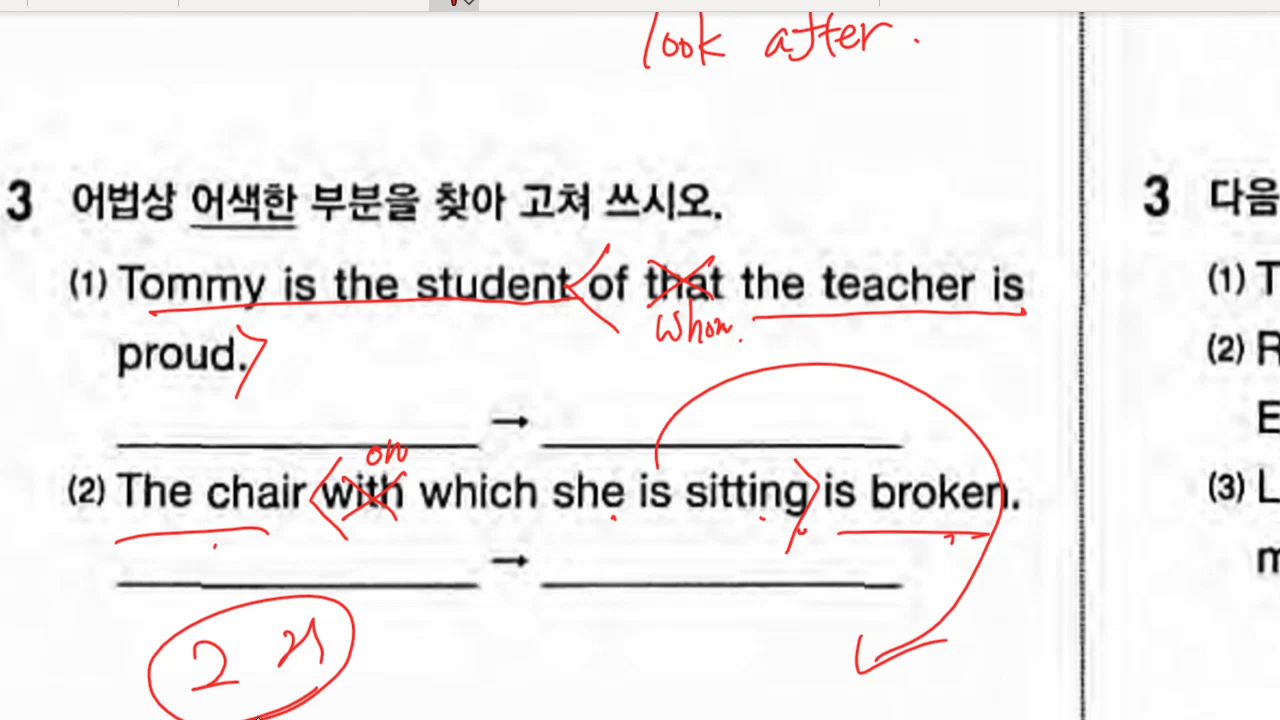 look after.
3 어법상 어색한 부분을 찾아 고쳐 쓰시오.
(1) Tommy is the student of that the teacher is
whom.
proud.
→
on
(2) The chair with which she is sitting is broken.
→
2
3 다음
(1) T
(2) R
E
(3) L
m